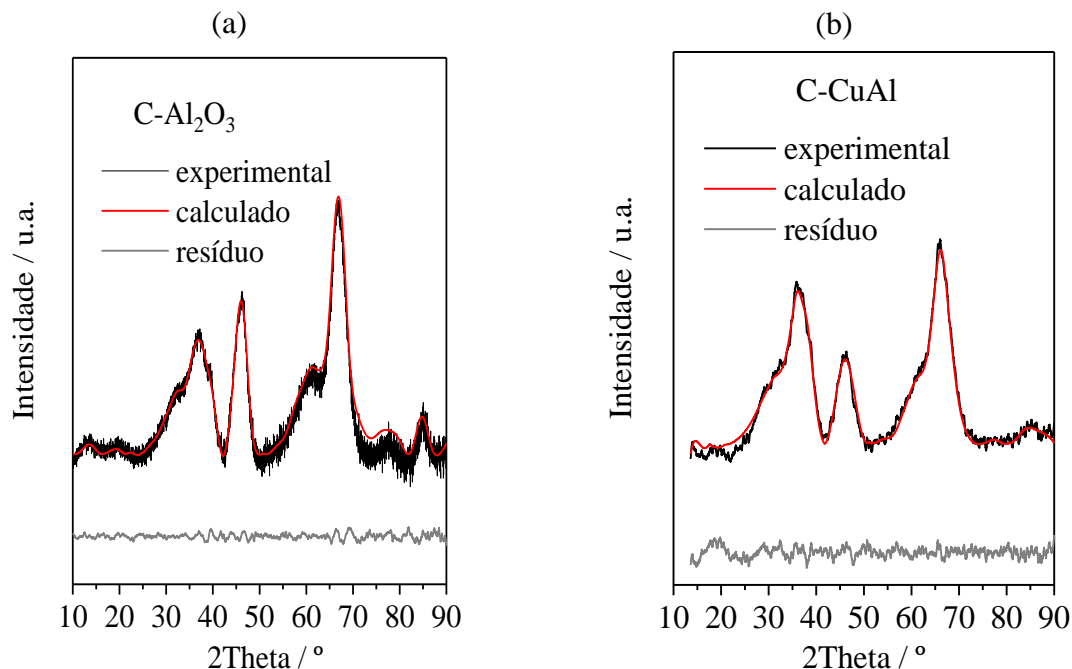 (a)
C-Al₂O₃
experimental
calculado
resíduo
Intensidade / u.a.
10 20 30 40 50 60 70 80 90
2Theta / º
(b)
C-CuAl
experimental
calculado
resíduo
Intensidade / u.a.
10 20 30 40 50 60 70 80 90
2Theta / º